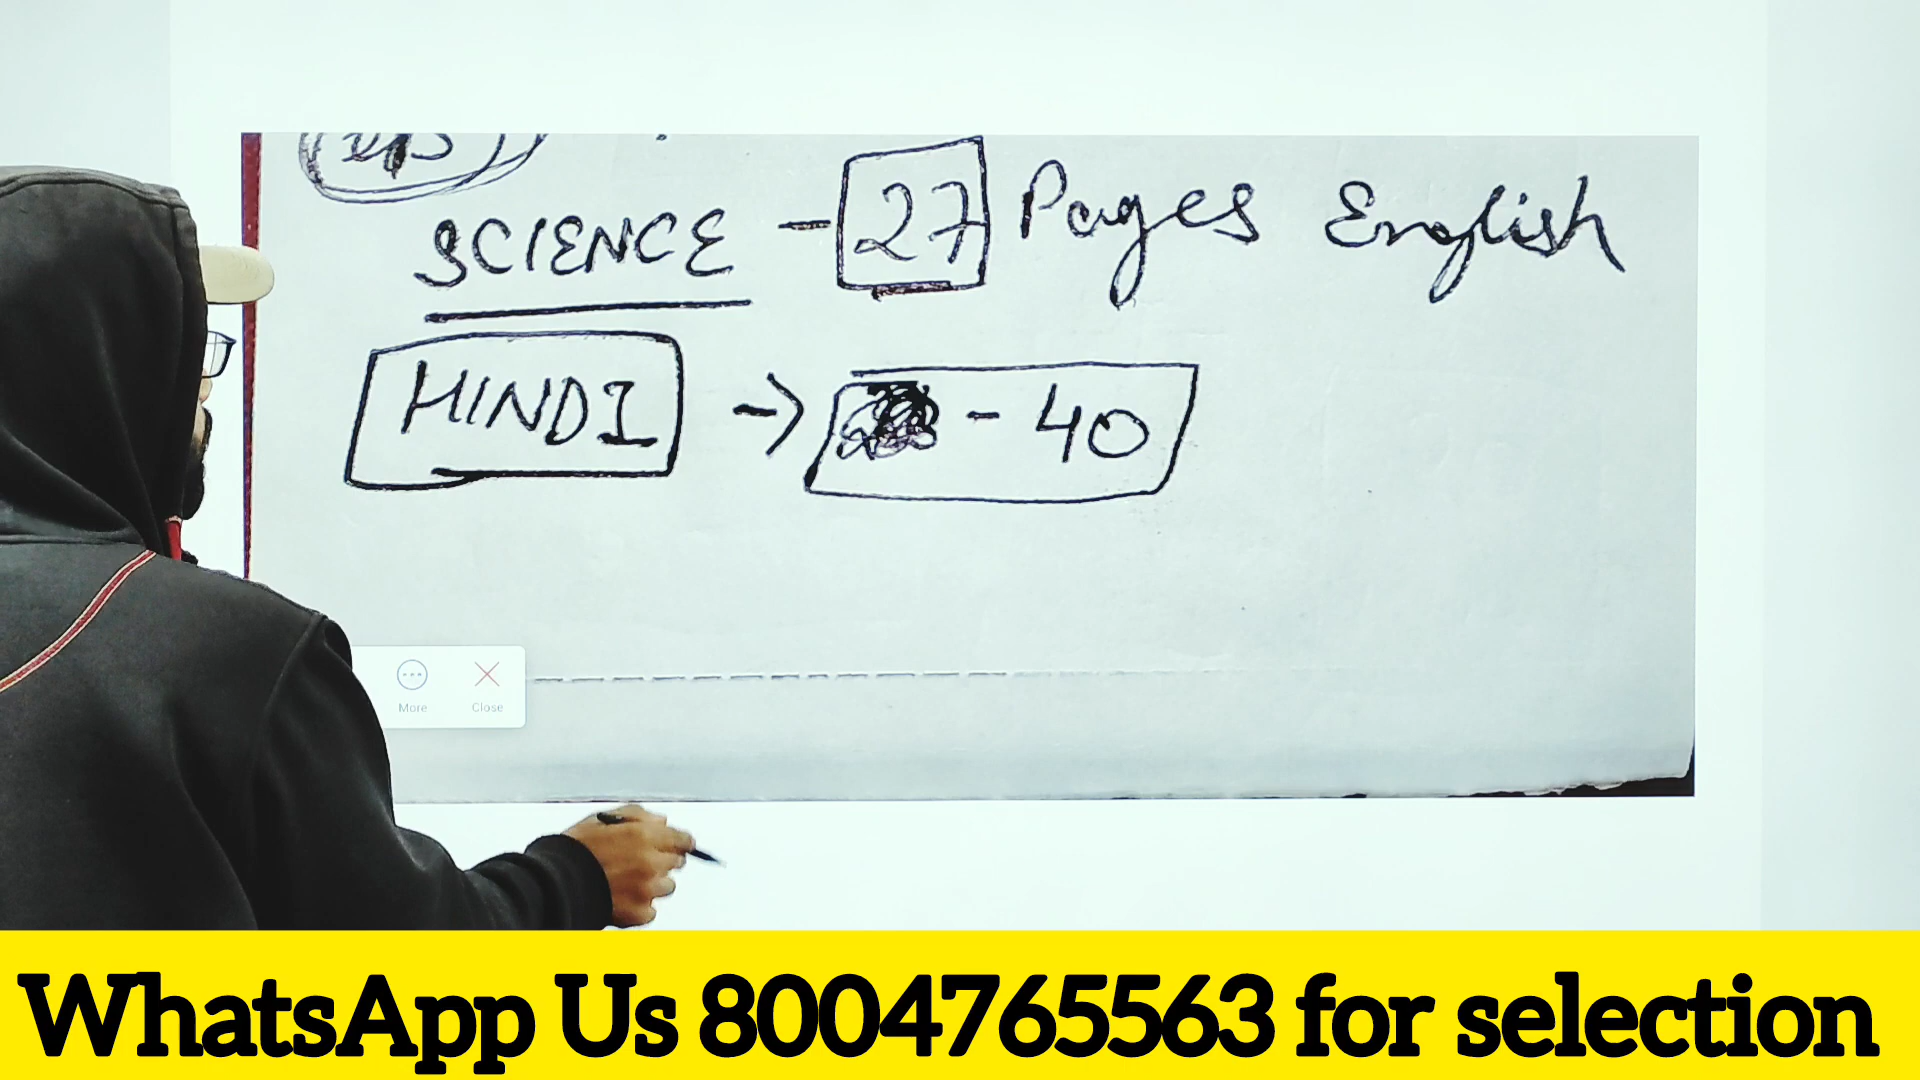 SCIENCE - 27 Pages English
HINDI -> - 40
More
Close
WhatsApp Us 8004765563 for selection